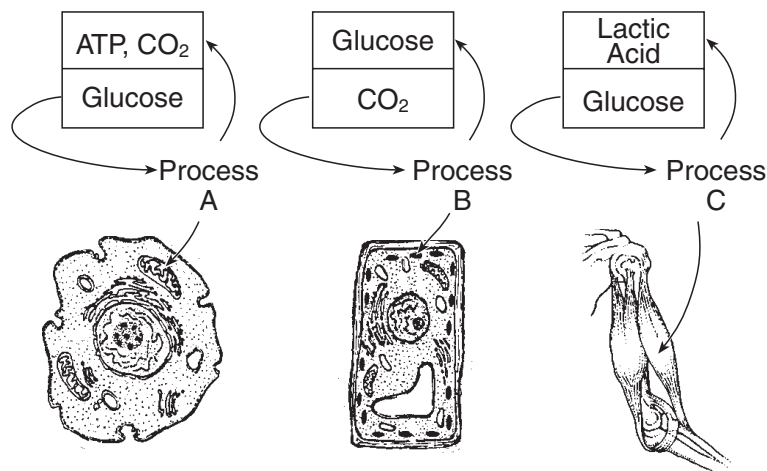 ATP, CO₂
Glucose
Process
A
Glucose
CO₂
Process
B
Lactic
Acid
Glucose
Process
C